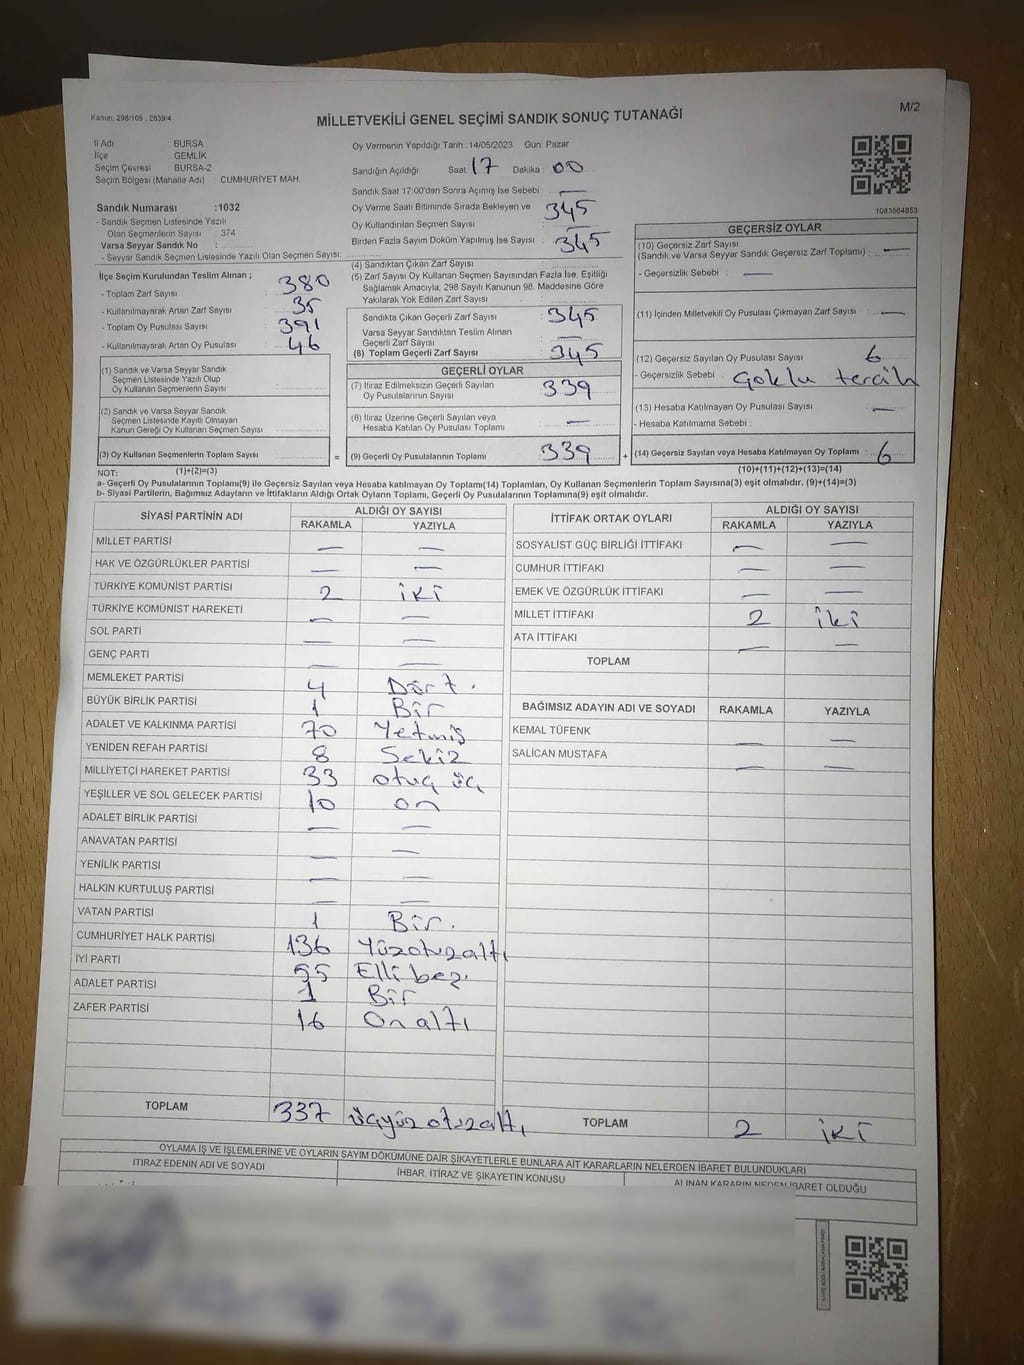 Kanun, 298/105 , 2839/4
MİLLETVEKİLİ GENEL SEÇİMİ SANDIK SONUÇ TUTANAĞI
M/2
İl Adı : BURSA
İlçe : GEMLİK
Seçim Çevresi : BURSA-2
Seçim Bölgesi (Mahalle Adı) : CUMHURİYET MAH.
Sandık Numarası : 1032
- Sandık Seçmen Listesinde Yazılı
Olan Seçmenlerin Sayısı : 374
Varsa Seyyar Sandık No :
- Seyyar Sandık Seçmen Listesinde Yazılı Olan Seçmen Sayısı:
İlçe Seçim Kurulundan Teslim Alınan ;
- Toplam Zarf Sayısı : 380
- Kullanılmayarak Artan Zarf Sayısı : 35
- Toplam Oy Pusulası Sayısı : 391
- Kullanılmayarak Artan Oy Pusulası : 46
(1) Sandık ve Varsa Seyyar Sandık
Seçmen Listesinde Yazılı Olup
Oy Kullanan Seçmenlerin Sayısı :
(2) Sandık ve Varsa Seyyar Sandık
Seçmen Listesinde Kayıtlı Olmayan
Kanun Gereği Oy Kullanan Seçmen Sayısı :
(3) Oy Kullanan Seçmenlerin Toplam Sayısı :
Oy Vermenin Yapıldığı Tarih : 14/05/2023 Gün: Pazar
Sandığın Açıldığı Saat : 17 Dakika : 00
Sandık Saat 17:00'den Sonra Açımış İse Sebebi : —
Oy Verme Saati Bitiminde Sırada Bekleyen ve
Oy Kullandırılan Seçmen Sayısı : 345
Birden Fazla Sayım Döküm Yapılmış İse Sayısı : —
(4) Sandıktan Çıkan Zarf Sayısı : 345
(5) Zarf Sayısı Oy Kullanan Seçmen Sayısından Fazla İse, Eşitliği
Sağlamak Amacıyla, 298 Sayılı Kanunun 98. Maddesine Göre
Yakılarak Yok Edilen Zarf Sayısı :
Sandıkta Çıkan Geçerli Zarf Sayısı : 345
Varsa Seyyar Sandıktan Teslim Alınan
Geçerli Zarf Sayısı : —
(6) Toplam Geçerli Zarf Sayısı : 345
GEÇERLİ OYLAR
(7) İtiraz Edilmeksizin Geçerli Sayılan
Oy Pusulalarının Sayısı : 339
(8) İtiraz Üzerine Geçerli Sayılan veya
Hesaba Katılan Oy Pusulası Toplamı : —
= (9) Geçerli Oy Pusulalarının Toplamı : 339 +
1081564853
GEÇERSİZ OYLAR
(10) Geçersiz Zarf Sayısı
(Sandık ve Varsa Seyyar Sandık Geçersiz Zarf Toplamı) : —
- Geçersizlik Sebebi : —
(11) İçinden Milletvekili Oy Pusulası Çıkmayan Zarf Sayısı : —
(12) Geçersiz Sayılan Oy Pusulası Sayısı : 6
- Geçersizlik Sebebi : Çoklu tercih
(13) Hesaba Katılmayan Oy Pusulası Sayısı : —
- Hesaba Katılmama Sebebi :
(14) Geçersiz Sayılan veya Hesaba Katılmayan Oy Toplamı : 6
NOT: (1)+(2)=(3) (10)+(11)+(12)+(13)=(14)
a- Geçerli Oy Pusulalarının Toplamı(9) ile Geçersiz Sayılan veya Hesaba katılmayan Oy Toplamı(14) Toplamları, Oy Kullanan Seçmenlerin Toplam Sayısına(3) eşit olmalıdır. (9)+(14)=(3)
b- Siyasi Partilerin, Bağımsız Adayların ve İttifakların Aldığı Ortak Oyların Toplamı, Geçerli Oy Pusulalarının Toplamına(9) eşit olmalıdır.
SİYASİ PARTİNİN ADI ALDIĞI OY SAYISI
RAKAMLA YAZIYLA
MİLLET PARTİSİ — —
HAK VE ÖZGÜRLÜKLER PARTİSİ — —
TÜRKİYE KOMÜNİST PARTİSİ 2 iki
TÜRKİYE KOMÜNİST HAREKETİ — —
SOL PARTİ — —
GENÇ PARTİ — —
MEMLEKET PARTİSİ 4 Dört.
BÜYÜK BİRLİK PARTİSİ 1 Bir
ADALET VE KALKINMA PARTİSİ 70 Yetmiş
YENİDEN REFAH PARTİSİ 8 Sekiz
MİLLİYETÇİ HAREKET PARTİSİ 33 otuz üç
YEŞİLLER VE SOL GELECEK PARTİSİ 10 on
ADALET BİRLİK PARTİSİ — —
ANAVATAN PARTİSİ — —
YENİLİK PARTİSİ — —
HALKIN KURTULUŞ PARTİSİ — —
VATAN PARTİSİ 1 Bir.
CUMHURİYET HALK PARTİSİ 136 Yüzotuzaltı
İYİ PARTİ 55 Elli beş
ADALET PARTİSİ 1 Bir
ZAFER PARTİSİ 16 On altı
TOPLAM 337 üçyüz otuzaltı
İTTİFAK ORTAK OYLARI ALDIĞI OY SAYISI
RAKAMLA YAZIYLA
SOSYALİST GÜÇ BİRLİĞİ İTTİFAKI — —
CUMHUR İTTİFAKI — —
EMEK VE ÖZGÜRLÜK İTTİFAKI — —
MİLLET İTTİFAKI 2 iki
ATA İTTİFAKI — —
TOPLAM
BAĞIMSIZ ADAYIN ADI VE SOYADI RAKAMLA YAZIYLA
KEMAL TÜFENK — —
SALİCAN MUSTAFA — —
TOPLAM 2 iki
OYLAMA İŞ VE İŞLEMLERİNE VE OYLARIN SAYIM DÖKÜMÜNE DAİR ŞİKAYETLERLE BUNLARA AİT KARARLARIN NELERDEN İBARET BULUNDUKLARI
İTİRAZ EDENİN ADI VE SOYADI İHBAR, İTİRAZ VE ŞİKAYETİN KONUSU ALINAN KARARIN NEDEN İBARET OLDUĞU